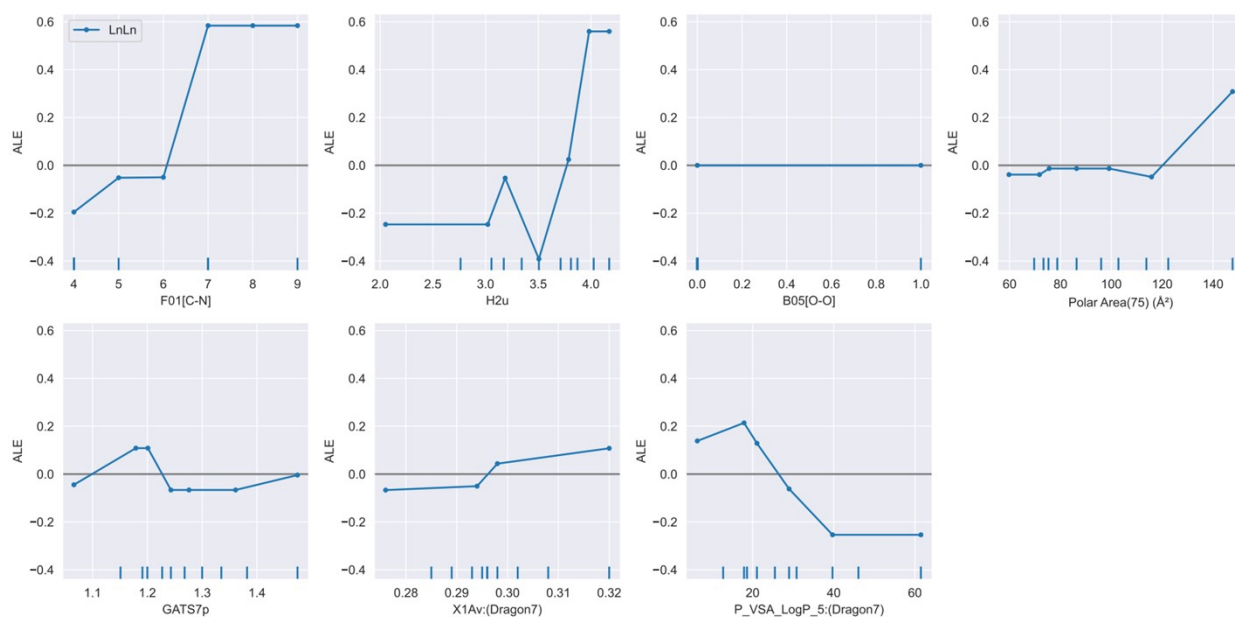 0.6
0.4
0.2
0.0
−0.2
−0.4
ALE
LnLn
4 5 6 7 8 9
F01[C-N]
0.6
0.4
0.2
0.0
−0.2
−0.4
ALE
2.0 2.5 3.0 3.5 4.0
H2u
0.6
0.4
0.2
0.0
−0.2
−0.4
ALE
0.0 0.2 0.4 0.6 0.8 1.0
B05[O-O]
0.6
0.4
0.2
0.0
−0.2
−0.4
ALE
60 80 100 120 140
Polar Area(75) (Å²)
0.6
0.4
0.2
0.0
−0.2
−0.4
ALE
1.1 1.2 1.3 1.4
GATS7p
0.6
0.4
0.2
0.0
−0.2
−0.4
ALE
0.28 0.29 0.30 0.31 0.32
X1Av:(Dragon7)
0.6
0.4
0.2
0.0
−0.2
−0.4
ALE
20 40 60
P_VSA_LogP_5:(Dragon7)